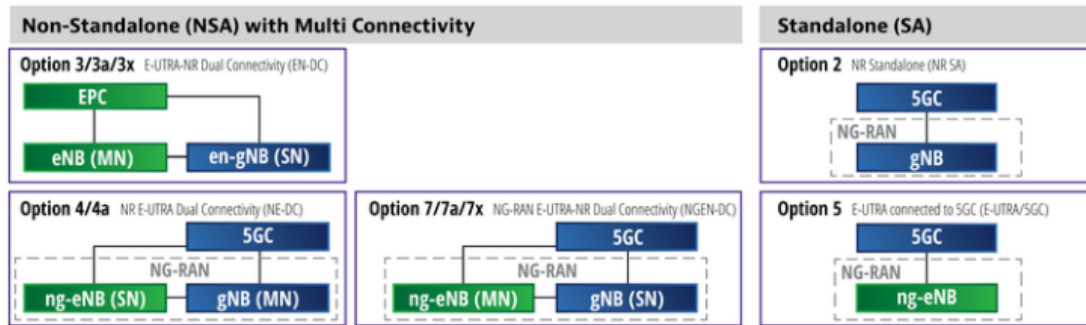 Non-Standalone (NSA) with Multi Connectivity
Standalone (SA)
Option 3/3a/3x E-UTRA-NR Dual Connectivity (EN-DC)
EPC
eNB (MN)
en-gNB (SN)
Option 2 NR Standalone (NR SA)
5GC
NG-RAN
gNB
Option 4/4a NR E-UTRA Dual Connectivity (NE-DC)
5GC
NG-RAN
ng-eNB (SN)
gNB (MN)
Option 7/7a/7x NG-RAN E-UTRA-NR Dual Connectivity (NGEN-DC)
5GC
NG-RAN
ng-eNB (MN)
gNB (SN)
Option 5 E-UTRA connected to 5GC (E-UTRA/5GC)
5GC
NG-RAN
ng-eNB